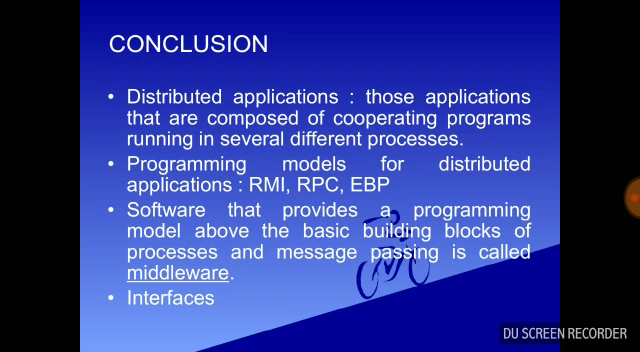 CONCLUSION
• Distributed applications : those applications
that are composed of cooperating programs
running in several different processes.
• Programming models for distributed
applications : RMI, RPC, EBP
• Software that provides a programming
model above the basic building blocks of
processes and message passing is called
middleware.
• Interfaces
DU SCREEN RECORDER